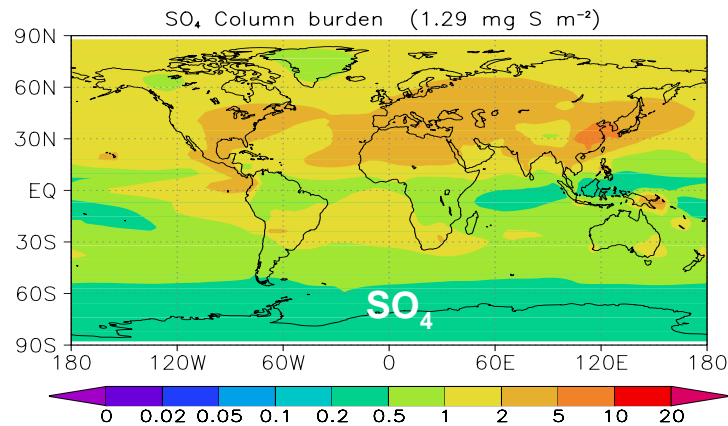 SO₄ Column burden (1.29 mg S m⁻²)
90N
60N
30N
EQ
30S
60S
90S
SO₄
180 120W 60W 0 60E 120E 180
0 0.02 0.05 0.1 0.2 0.5 1 2 5 10 20